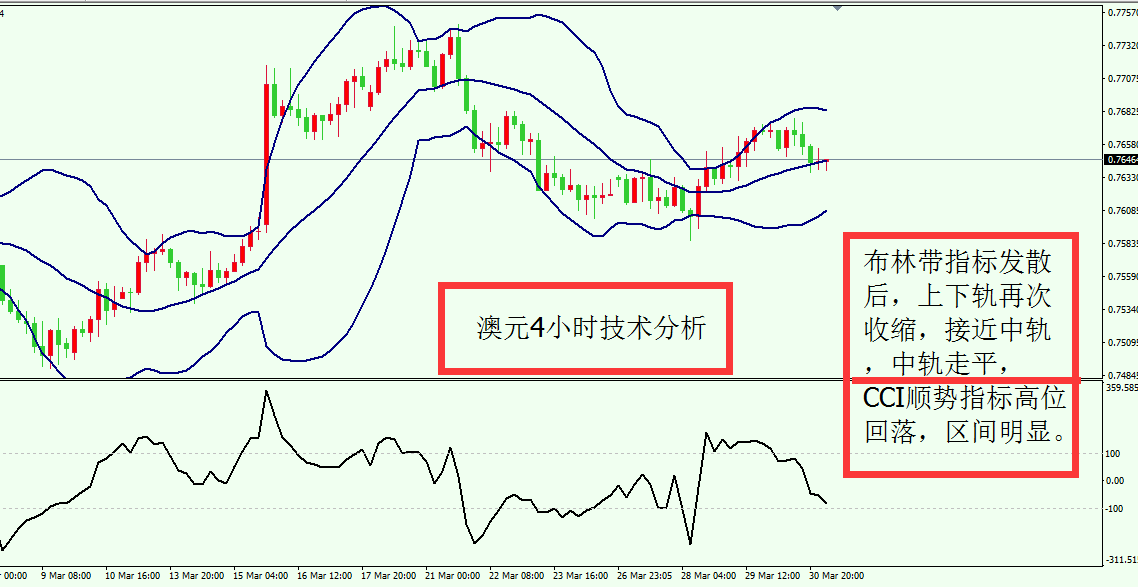 4
0.77570
0.77320
0.77075
0.76825
0.76580
0.76464
0.76330
0.76085
0.75835
0.75590
0.75340
0.75095
0.74845
澳元4小时技术分析
布林带指标发散
后，上下轨再次
收缩，接近中轨
，中轨走平，
CCI顺势指标高位
回落，区间明显。
359.585
100
0.00
-100
-311.51
00:00
9 Mar 08:00
10 Mar 16:00
13 Mar 20:00
15 Mar 04:00
16 Mar 12:00
17 Mar 20:00
21 Mar 00:00
22 Mar 08:00
23 Mar 16:00
26 Mar 23:05
28 Mar 04:00
29 Mar 12:00
30 Mar 20:00